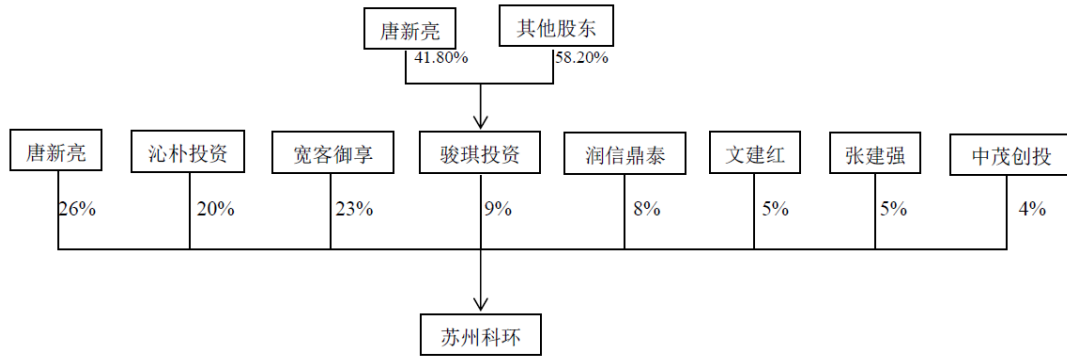 唐新亮 其他股东
41.80% 58.20%
唐新亮 沁朴投资 宽客御享 骏琪投资 润信鼎泰 文建红 张建强 中茂创投
26% 20% 23% 9% 8% 5% 5% 4%
苏州科环